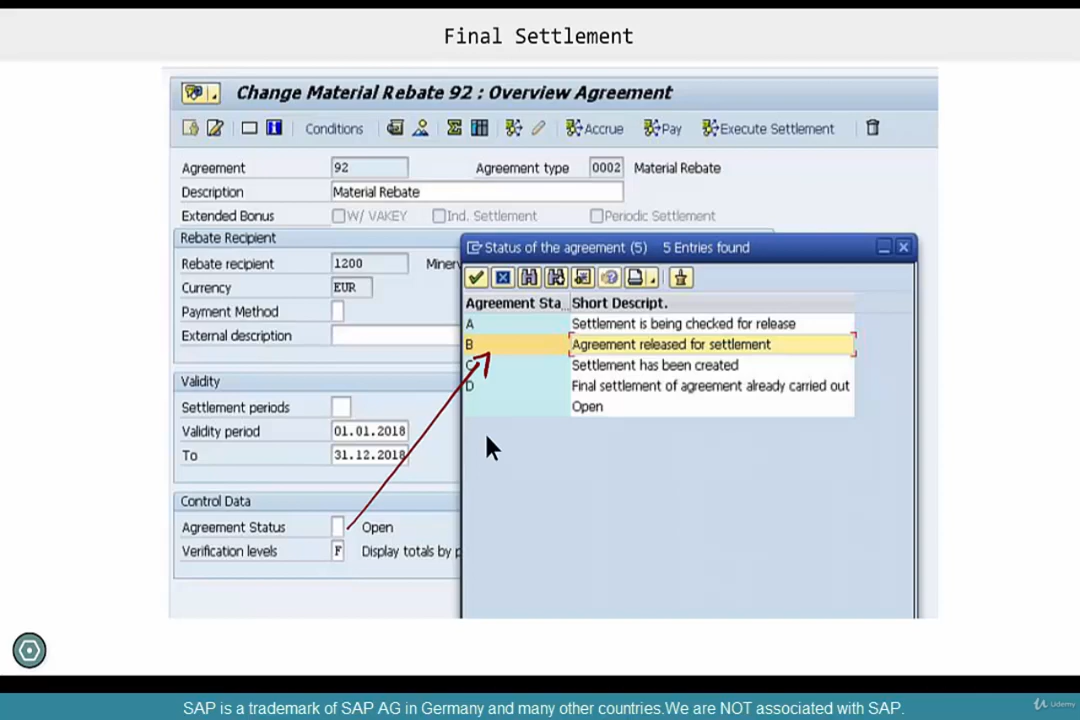 Final Settlement
Change Material Rebate 92 : Overview Agreement
Conditions Accrue Pay Execute Settlement
Agreement 92 Agreement type 0002 Material Rebate
Description Material Rebate
Extended Bonus W/ VAKEY Ind. Settlement Periodic Settlement
Rebate Recipient
Rebate recipient 1200 Minerv
Currency EUR
Payment Method
External description
Validity
Settlement periods
Validity period 01.01.2018
To 31.12.2018
Control Data
Agreement Status Open
Verification levels F Display totals by p
Status of the agreement (5) 5 Entries found
Agreement Sta... Short Descript.
A Settlement is being checked for release
B Agreement released for settlement
C Settlement has been created
D Final settlement of agreement already carried out
Open
SAP is a trademark of SAP AG in Germany and many other countries.We are NOT associated with SAP.
Udemy